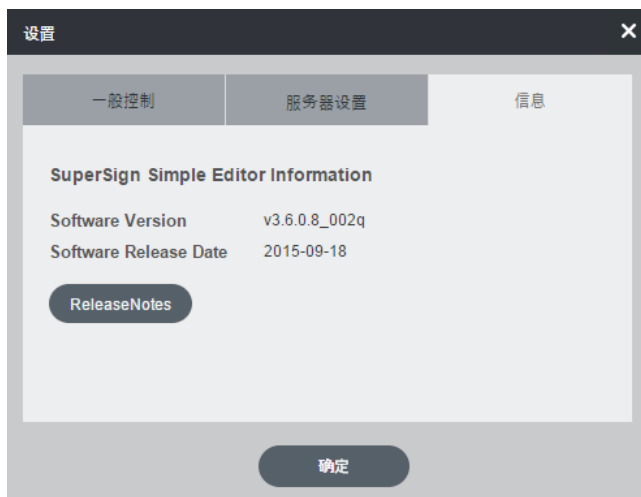 设置
一般控制 服务器设置 信息
SuperSign Simple Editor Information
Software Version v3.6.0.8_002q
Software Release Date 2015-09-18
ReleaseNotes
确定